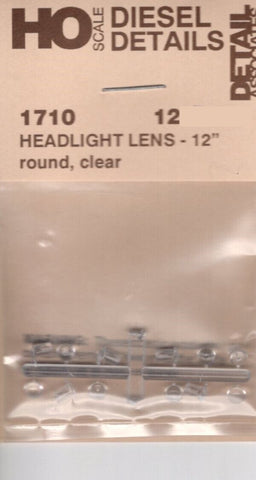 HO SCALE DIESEL DETAILS
DETAIL ASSOCIATES
1710 12
HEADLIGHT LENS - 12”
round, clear